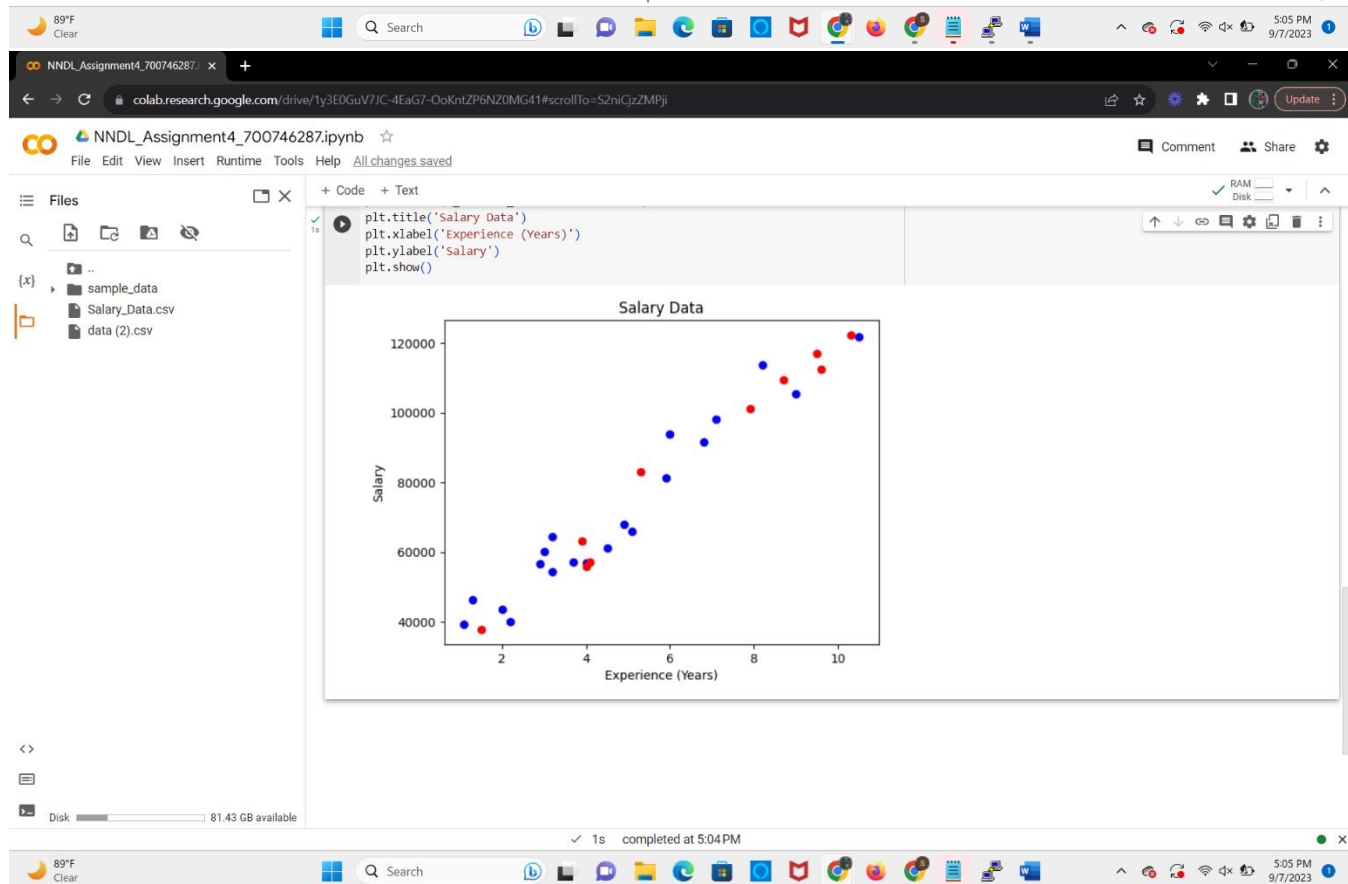 89°F
Clear
Search
5:05 PM
9/7/2023
1
NNDL_Assignment4_700746287.i
colab.research.google.com/drive/1y3E0GuV7JC-4EaG7-OoKntZP6NZ0MG41#scrollTo=S2niCjzZMPji
Update
NNDL_Assignment4_700746287.ipynb
File Edit View Insert Runtime Tools Help All changes saved
Comment
Share
Files
+ Code + Text
RAM
Disk
1s
plt.title('Salary Data')
plt.xlabel('Experience (Years)')
plt.ylabel('Salary')
plt.show()
{x}
..
sample_data
Salary_Data.csv
data (2).csv
Salary Data
120000
100000
80000
60000
40000
Salary
2 4 6 8 10
Experience (Years)
<>
Disk 81.43 GB available
1s completed at 5:04 PM
89°F
Clear
Search
5:05 PM
9/7/2023
1